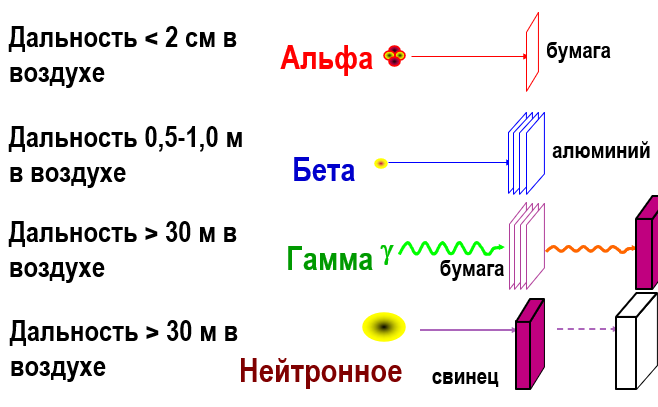 Дальность < 2 см в
воздухе
Альфа
бумага
Дальность 0,5-1,0 м
в воздухе
Бета
алюминий
Дальность > 30 м в
воздухе
Гамма γ
бумага
Дальность > 30 м в
воздухе
Нейтронное
свинец